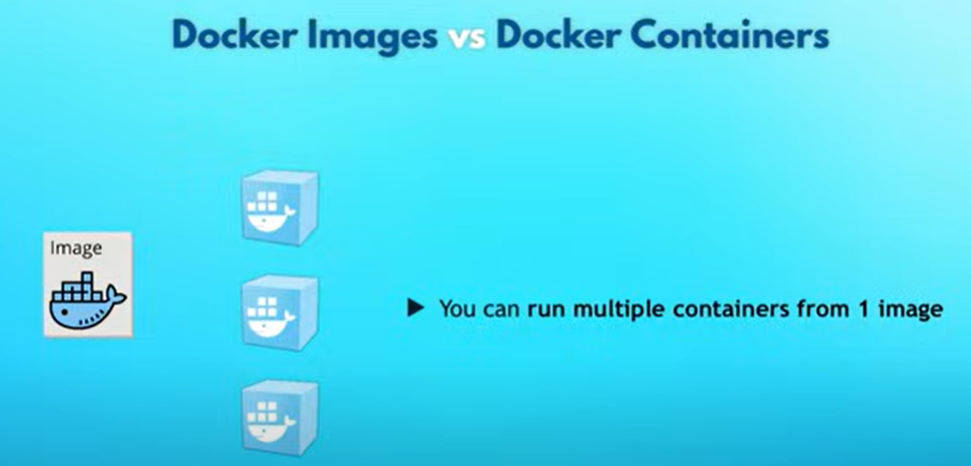 Docker Images vs Docker Containers
Image
▶ You can run multiple containers from 1 image